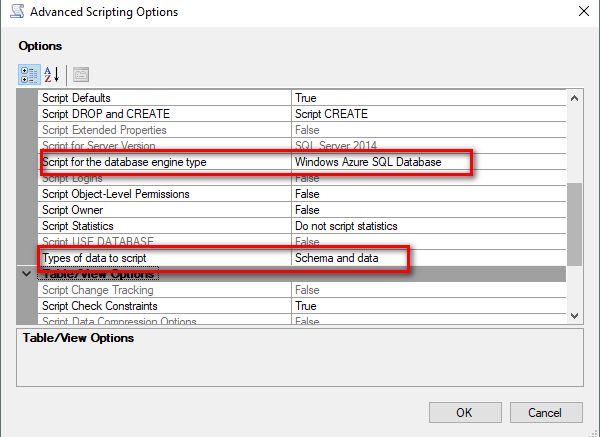 Advanced Scripting Options
Options
Script Defaults True
Script DROP and CREATE Script CREATE
Script Extended Properties False
Script for Server Version SQL Server 2014
Script for the database engine type Windows Azure SQL Database
Script Logins False
Script Object-Level Permissions False
Script Owner False
Script Statistics Do not script statistics
Script USE DATABASE False
Types of data to script Schema and data
Table/View Options
Script Change Tracking False
Script Check Constraints True
Script Data Compression Options False
Table/View Options
OK Cancel